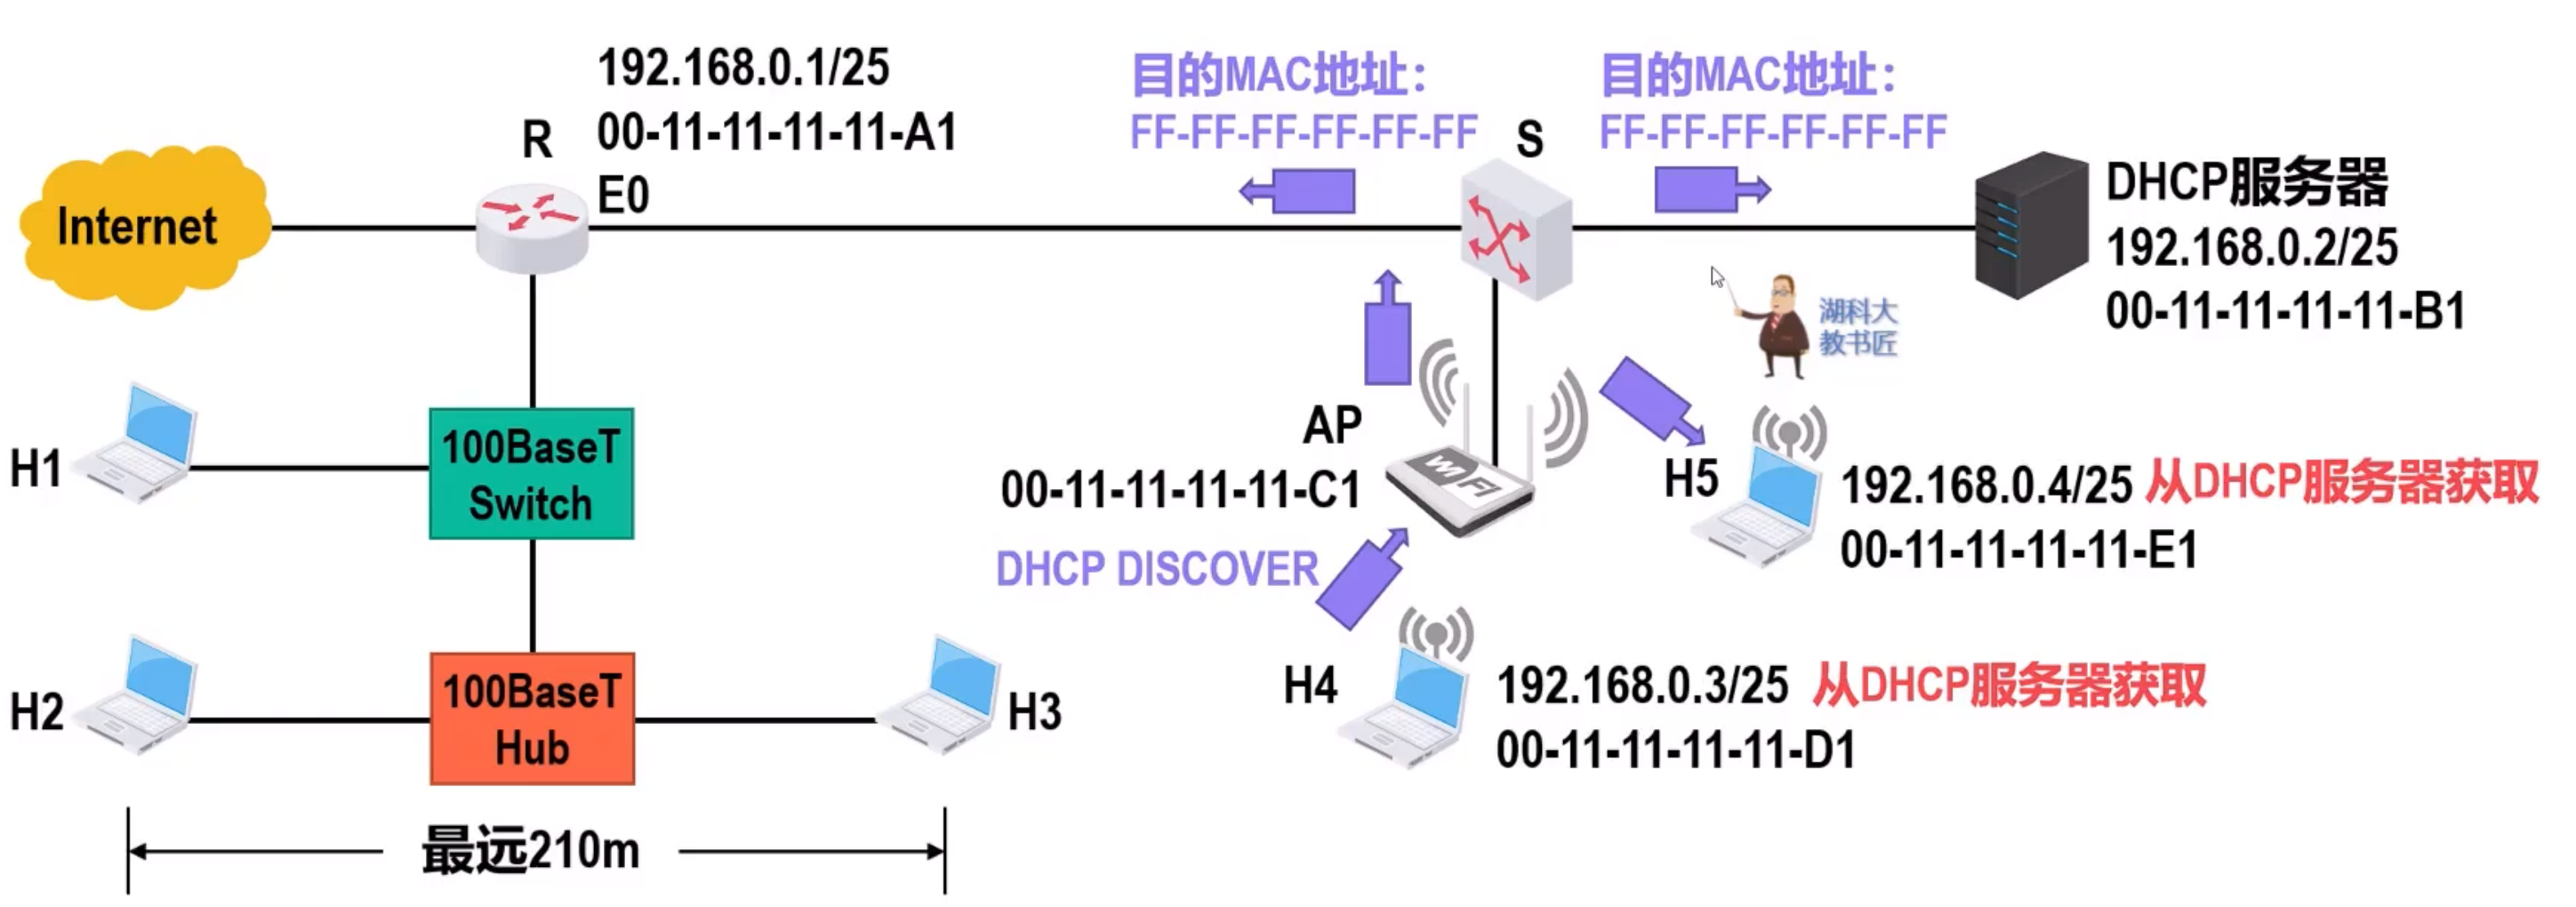 192.168.0.1/25
00-11-11-11-11-A1
R
E0
Internet
目的MAC地址：
FF-FF-FF-FF-FF-FF
S
目的MAC地址：
FF-FF-FF-FF-FF-FF
DHCP服务器
192.168.0.2/25
00-11-11-11-11-B1
湖科大
教书匠
H1
100BaseT
Switch
AP
00-11-11-11-11-C1
WiFi
DHCP DISCOVER
H5
192.168.0.4/25 从DHCP服务器获取
00-11-11-11-11-E1
H2
100BaseT
Hub
H3
H4
192.168.0.3/25 从DHCP服务器获取
00-11-11-11-11-D1
最远210m